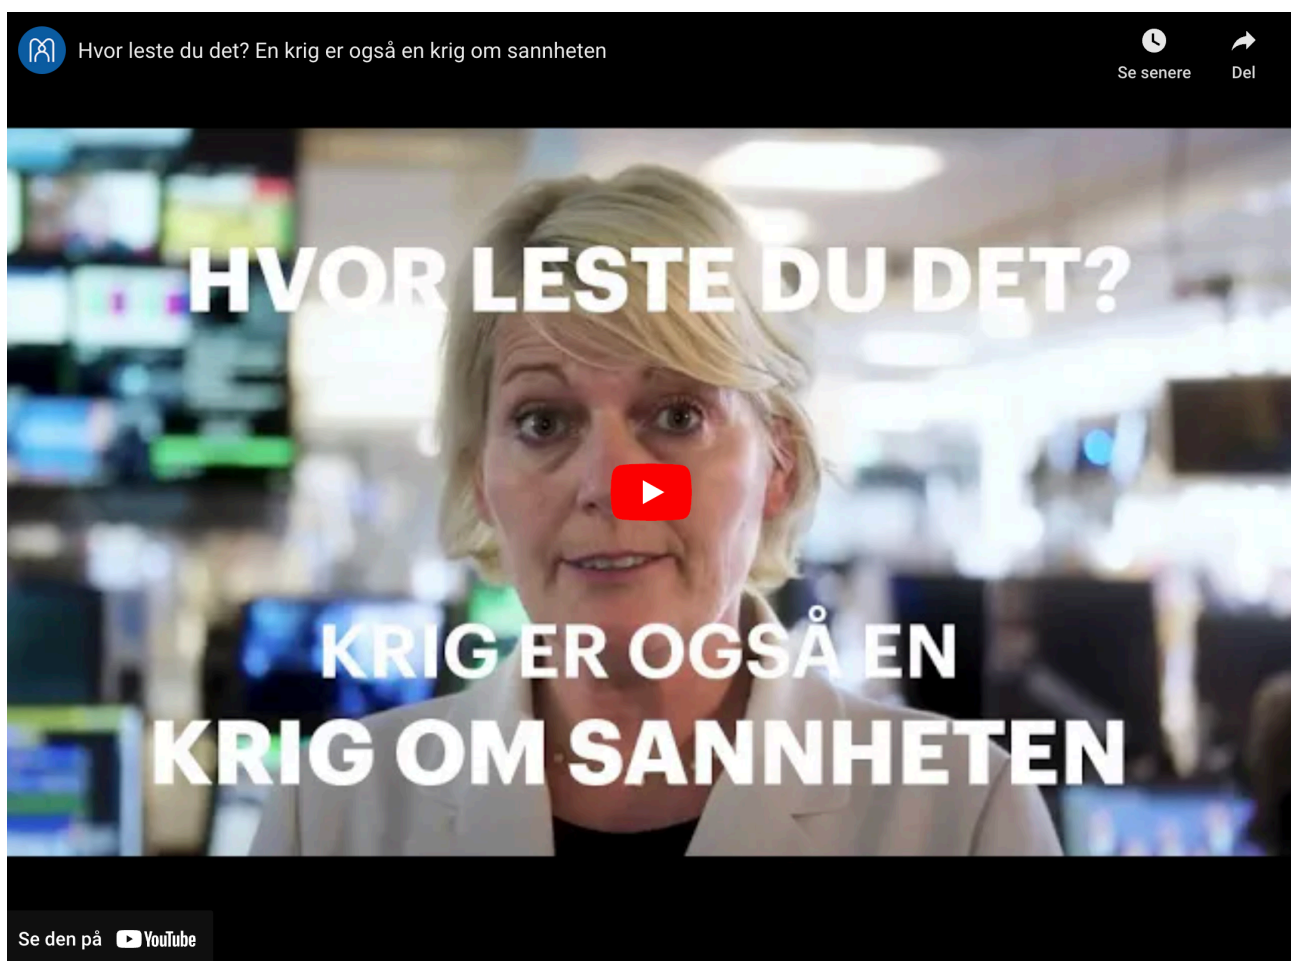 Hvor leste du det? En krig er også en krig om sannheten
Se senere
Del
HVOR LESTE DU DET?
KRIG ER OGSÅ EN
KRIG OM SANNHETEN
Se den på YouTube